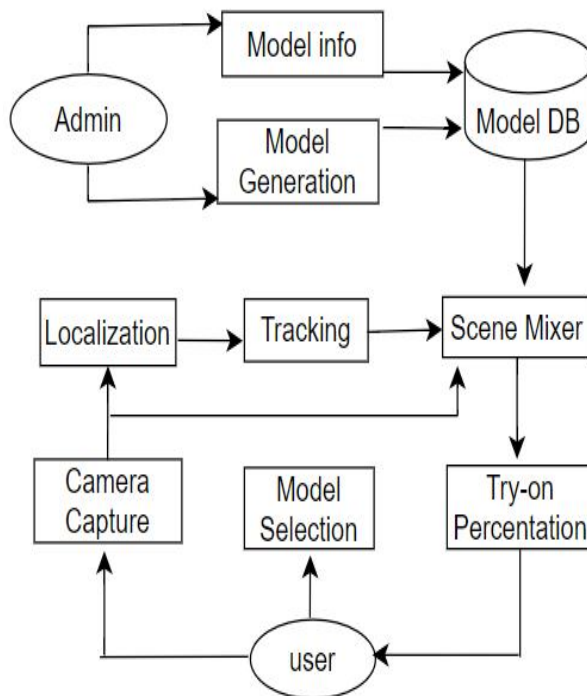 Model info
Admin
Model DB
Model
Generation
Localization
Tracking
Scene Mixer
Camera
Capture
Model
Selection
Try-on
Percentation
user